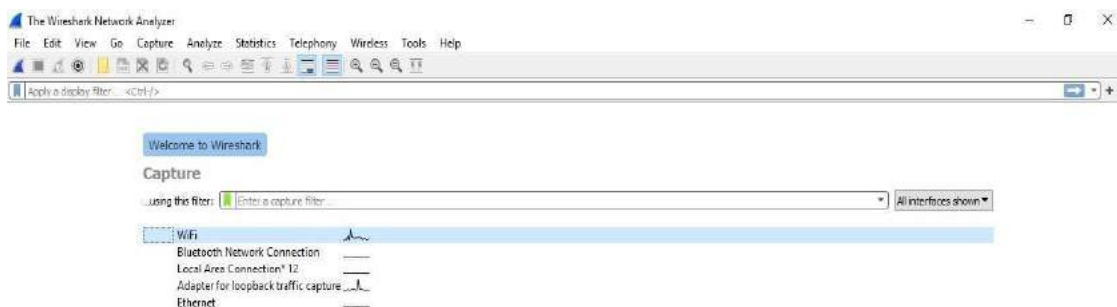 The Wireshark Network Analyzer
File Edit View Go Capture Analyze Statistics Telephony Wireless Tools Help
Apply a display filter ... <Ctrl-/>
Welcome to Wireshark
Capture
...using this filter: Enter a capture filter ... All interfaces shown
WiFi
Bluetooth Network Connection
Local Area Connection* 12
Adapter for loopback traffic capture
Ethernet